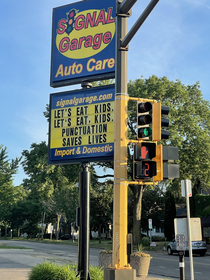 SIGNAL
Garage
Auto Care
signalgarage.com
LET'S EAT, KIDS.
LET'S EAT KIDS.
PUNCTUATION
SAVES LIVES
Import & Domestic